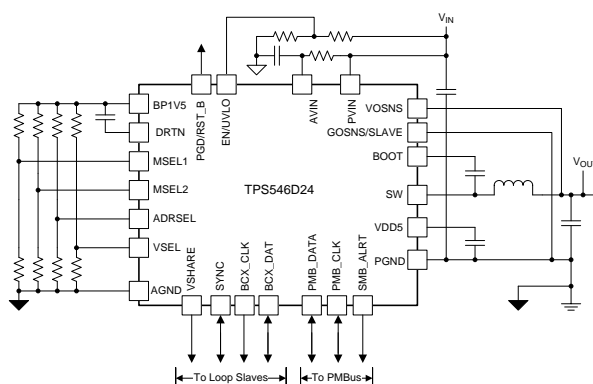 VIN
PGD/RST_B
EN/UVLO
AVIN
PVIN
BP1V5
DRTN
MSEL1
MSEL2
ADRSEL
VSEL
AGND
TPS546D24
VOSNS
GOSNS/SLAVE
BOOT
SW
VDD5
PGND
VOUT
VSHARE
SYNC
BCX_CLK
BCX_DAT
PMB_DATA
PMB_CLK
SMB_ALRT
To Loop Slaves
To PMBus